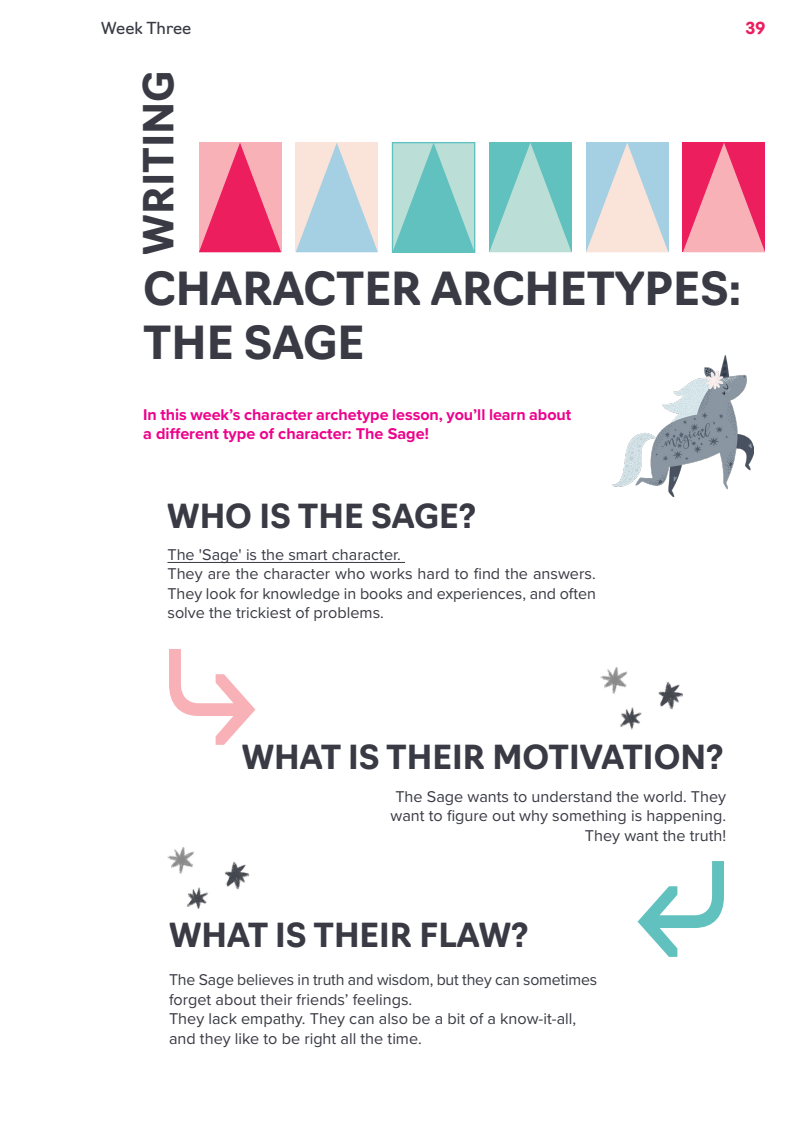 Week Three
39
WRITING
CHARACTER ARCHETYPES:
THE SAGE
In this week’s character archetype lesson, you’ll learn about
a different type of character: The Sage!
magical
WHO IS THE SAGE?
The 'Sage' is the smart character.
They are the character who works hard to find the answers.
They look for knowledge in books and experiences, and often
solve the trickiest of problems.
WHAT IS THEIR MOTIVATION?
The Sage wants to understand the world. They
want to figure out why something is happening.
They want the truth!
WHAT IS THEIR FLAW?
The Sage believes in truth and wisdom, but they can sometimes
forget about their friends’ feelings.
They lack empathy. They can also be a bit of a know-it-all,
and they like to be right all the time.